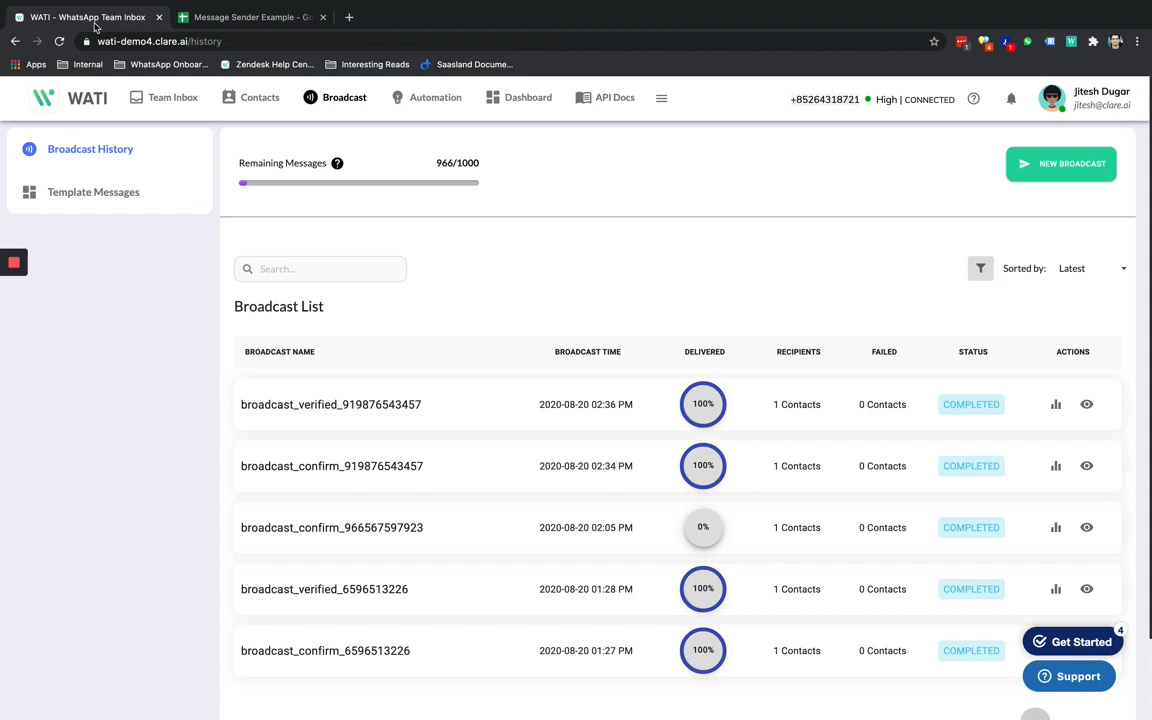 WATI - WhatsApp Team Inbox
Message Sender Example - Go
wati-demo4.clare.ai/history
1
4
1
Apps
Internal
WhatsApp Onboar...
Zendesk Help Cen...
Interesting Reads
Saasland Docume...
WATI
Team Inbox
Contacts
Broadcast
Automation
Dashboard
API Docs
+85264318721 High | CONNECTED
Jitesh Dugar
jitesh@clare.ai
Broadcast History
Template Messages
Remaining Messages 966/1000
NEW BROADCAST
Search...
Sorted by: Latest
Broadcast List
BROADCAST NAME BROADCAST TIME DELIVERED RECIPIENTS FAILED STATUS ACTIONS
broadcast_verified_919876543457 2020-08-20 02:36 PM 100% 1 Contacts 0 Contacts COMPLETED
broadcast_confirm_919876543457 2020-08-20 02:34 PM 100% 1 Contacts 0 Contacts COMPLETED
broadcast_confirm_966567597923 2020-08-20 02:05 PM 0% 1 Contacts 0 Contacts COMPLETED
broadcast_verified_6596513226 2020-08-20 01:28 PM 100% 1 Contacts 0 Contacts COMPLETED
broadcast_confirm_6596513226 2020-08-20 01:27 PM 100% 1 Contacts 0 Contacts COMPLETED
Get Started 4
Support